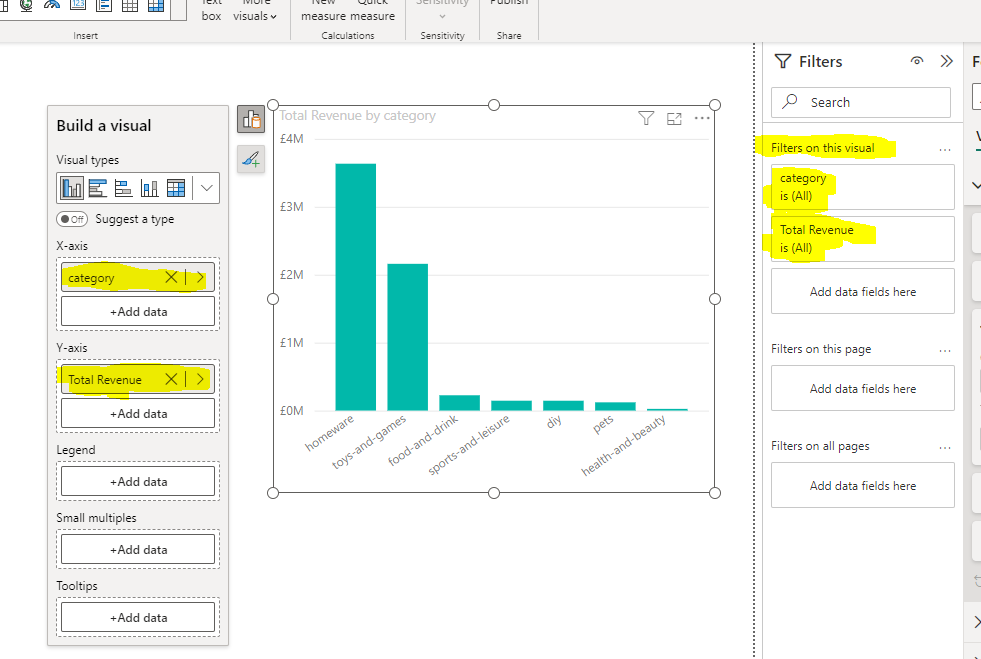 Text
box
More
visuals
New
measure
Quick
measure
Sensitivity
Publish
Insert
Calculations
Sensitivity
Share
Build a visual
Visual types
Off
Suggest a type
X-axis
category
+Add data
Y-axis
Total Revenue
+Add data
Legend
+Add data
Small multiples
+Add data
Tooltips
+Add data
Total Revenue by category
£4M
£3M
£2M
£1M
£0M
homeware
toys-and-games
food-and-drink
sports-and-leisure
diy
pets
health-and-beauty
Filters
Search
Filters on this visual
category
is (All)
Total Revenue
is (All)
Add data fields here
Filters on this page
Add data fields here
Filters on all pages
Add data fields here